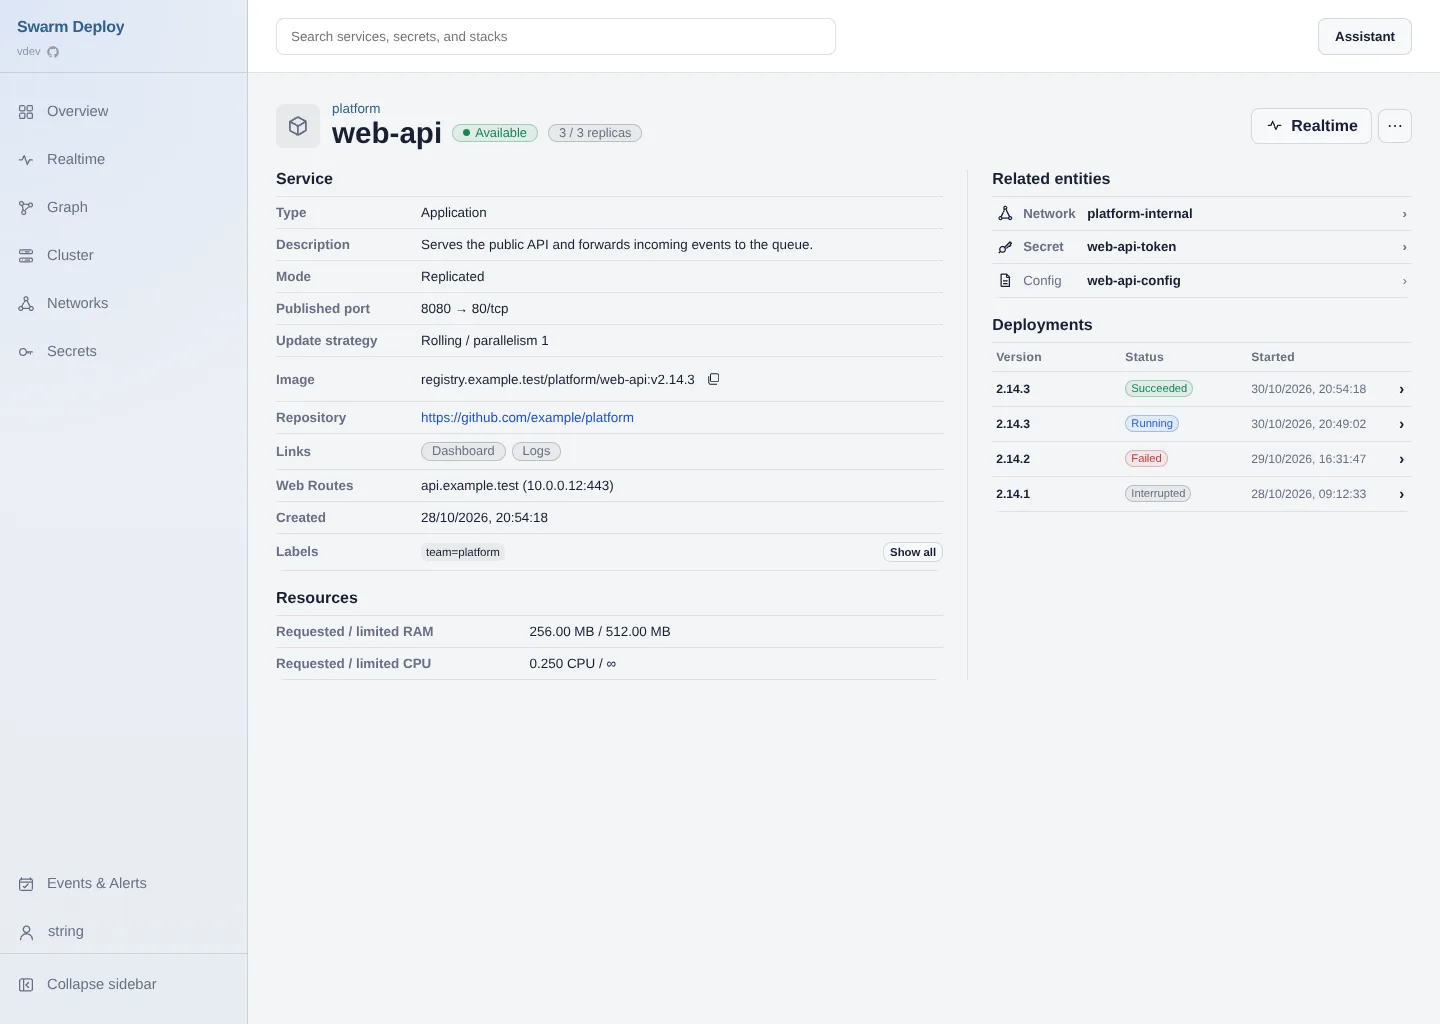 Swarm Deploy
vdev
Overview
Realtime
Graph
Cluster
Networks
Secrets
Events & Alerts
string
Collapse sidebar
Search services, secrets, and stacks
Assistant
platform
web-api
Available
3 / 3 replicas
Realtime
Service
Type Application
Description Serves the public API and forwards incoming events to the queue.
Mode Replicated
Published port 8080 → 80/tcp
Update strategy Rolling / parallelism 1
Image registry.example.test/platform/web-api:v2.14.3
Repository https://github.com/example/platform
Links Dashboard Logs
Web Routes api.example.test (10.0.0.12:443)
Created 28/10/2026, 20:54:18
Labels team=platform Show all
Resources
Requested / limited RAM 256.00 MB / 512.00 MB
Requested / limited CPU 0.250 CPU / ∞
Related entities
Network platform-internal
Secret web-api-token
Config web-api-config
Deployments
Version Status Started
2.14.3 Succeeded 30/10/2026, 20:54:18
2.14.3 Running 30/10/2026, 20:49:02
2.14.2 Failed 29/10/2026, 16:31:47
2.14.1 Interrupted 28/10/2026, 09:12:33